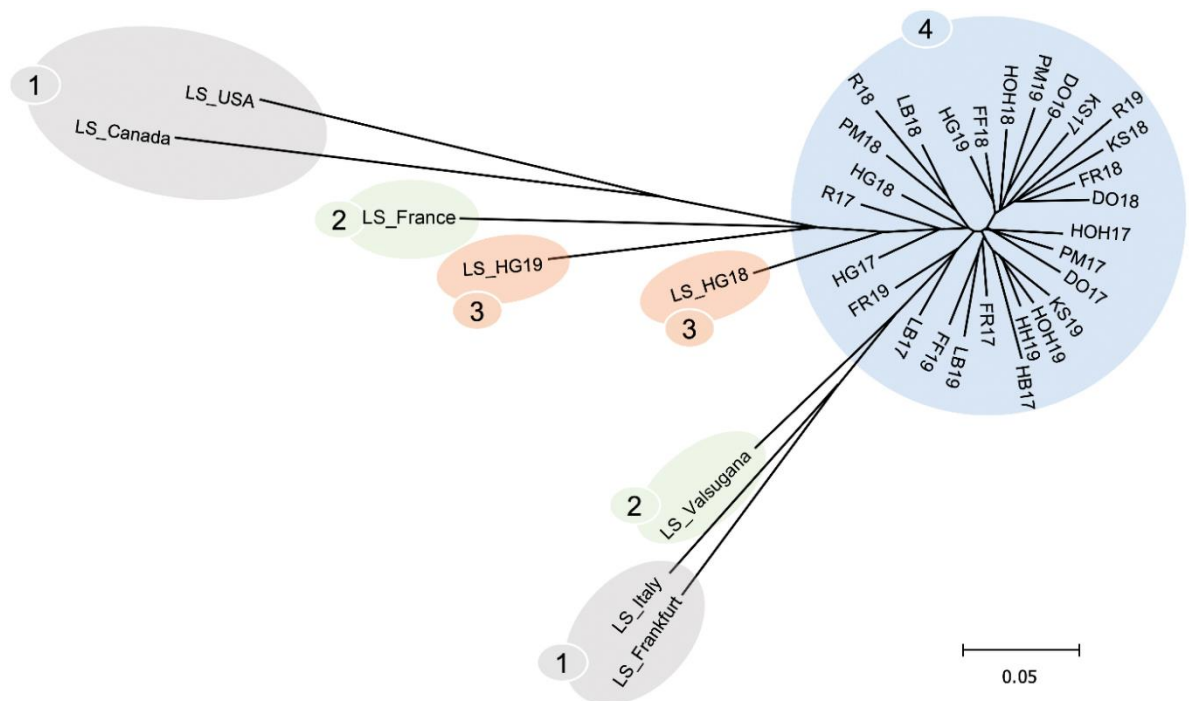 1
LS_USA
LS_Canada
2
LS_France
LS_HG19
3
LS_HG18
3
4
R18
LB18
PM18
HG18
R17
HG19
FF18
HOH18
PM19
DO19
KS17
R19
KS18
FR18
DO18
HOH17
PM17
DO17
KS19
HOH19
HH19
HB17
FR17
LB19
FF19
LB17
FR19
HG17
2
LS_Valsugana
LS_Italy
LS_Frankfurt
1
0.05